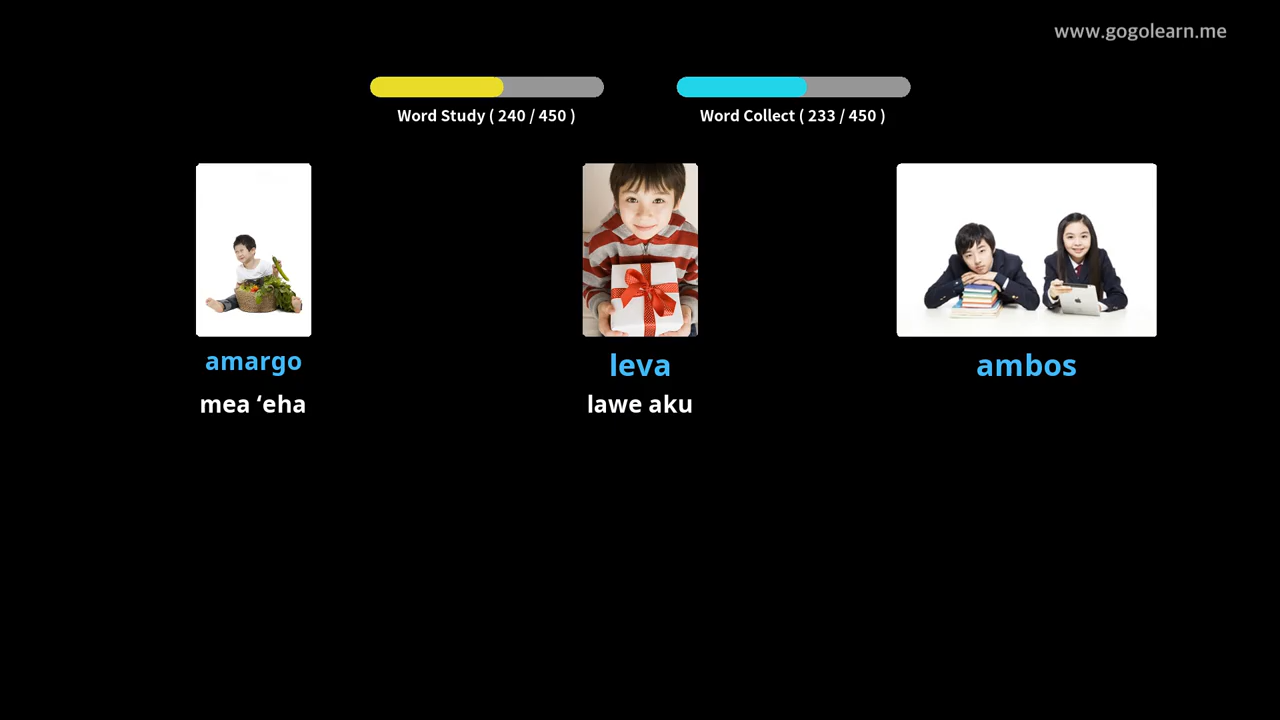 www.gogolearn.me
Word Study ( 240 / 450 )
Word Collect ( 233 / 450 )
amargo
leva
ambos
mea ‘eha
lawe aku